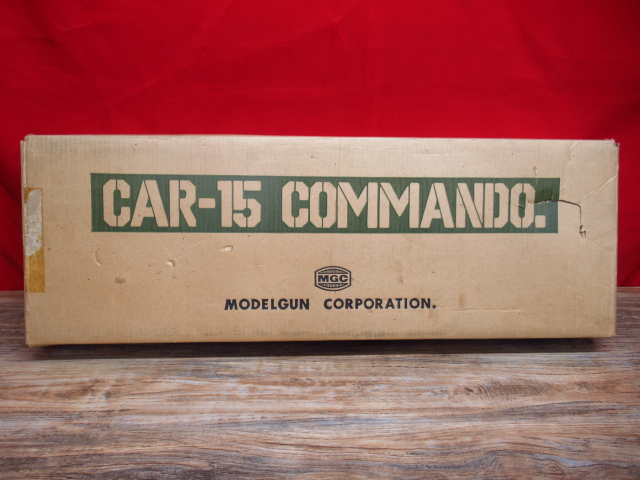 CAR-15 COMMANDO.
MGC
MODELGUN CORPORATION.